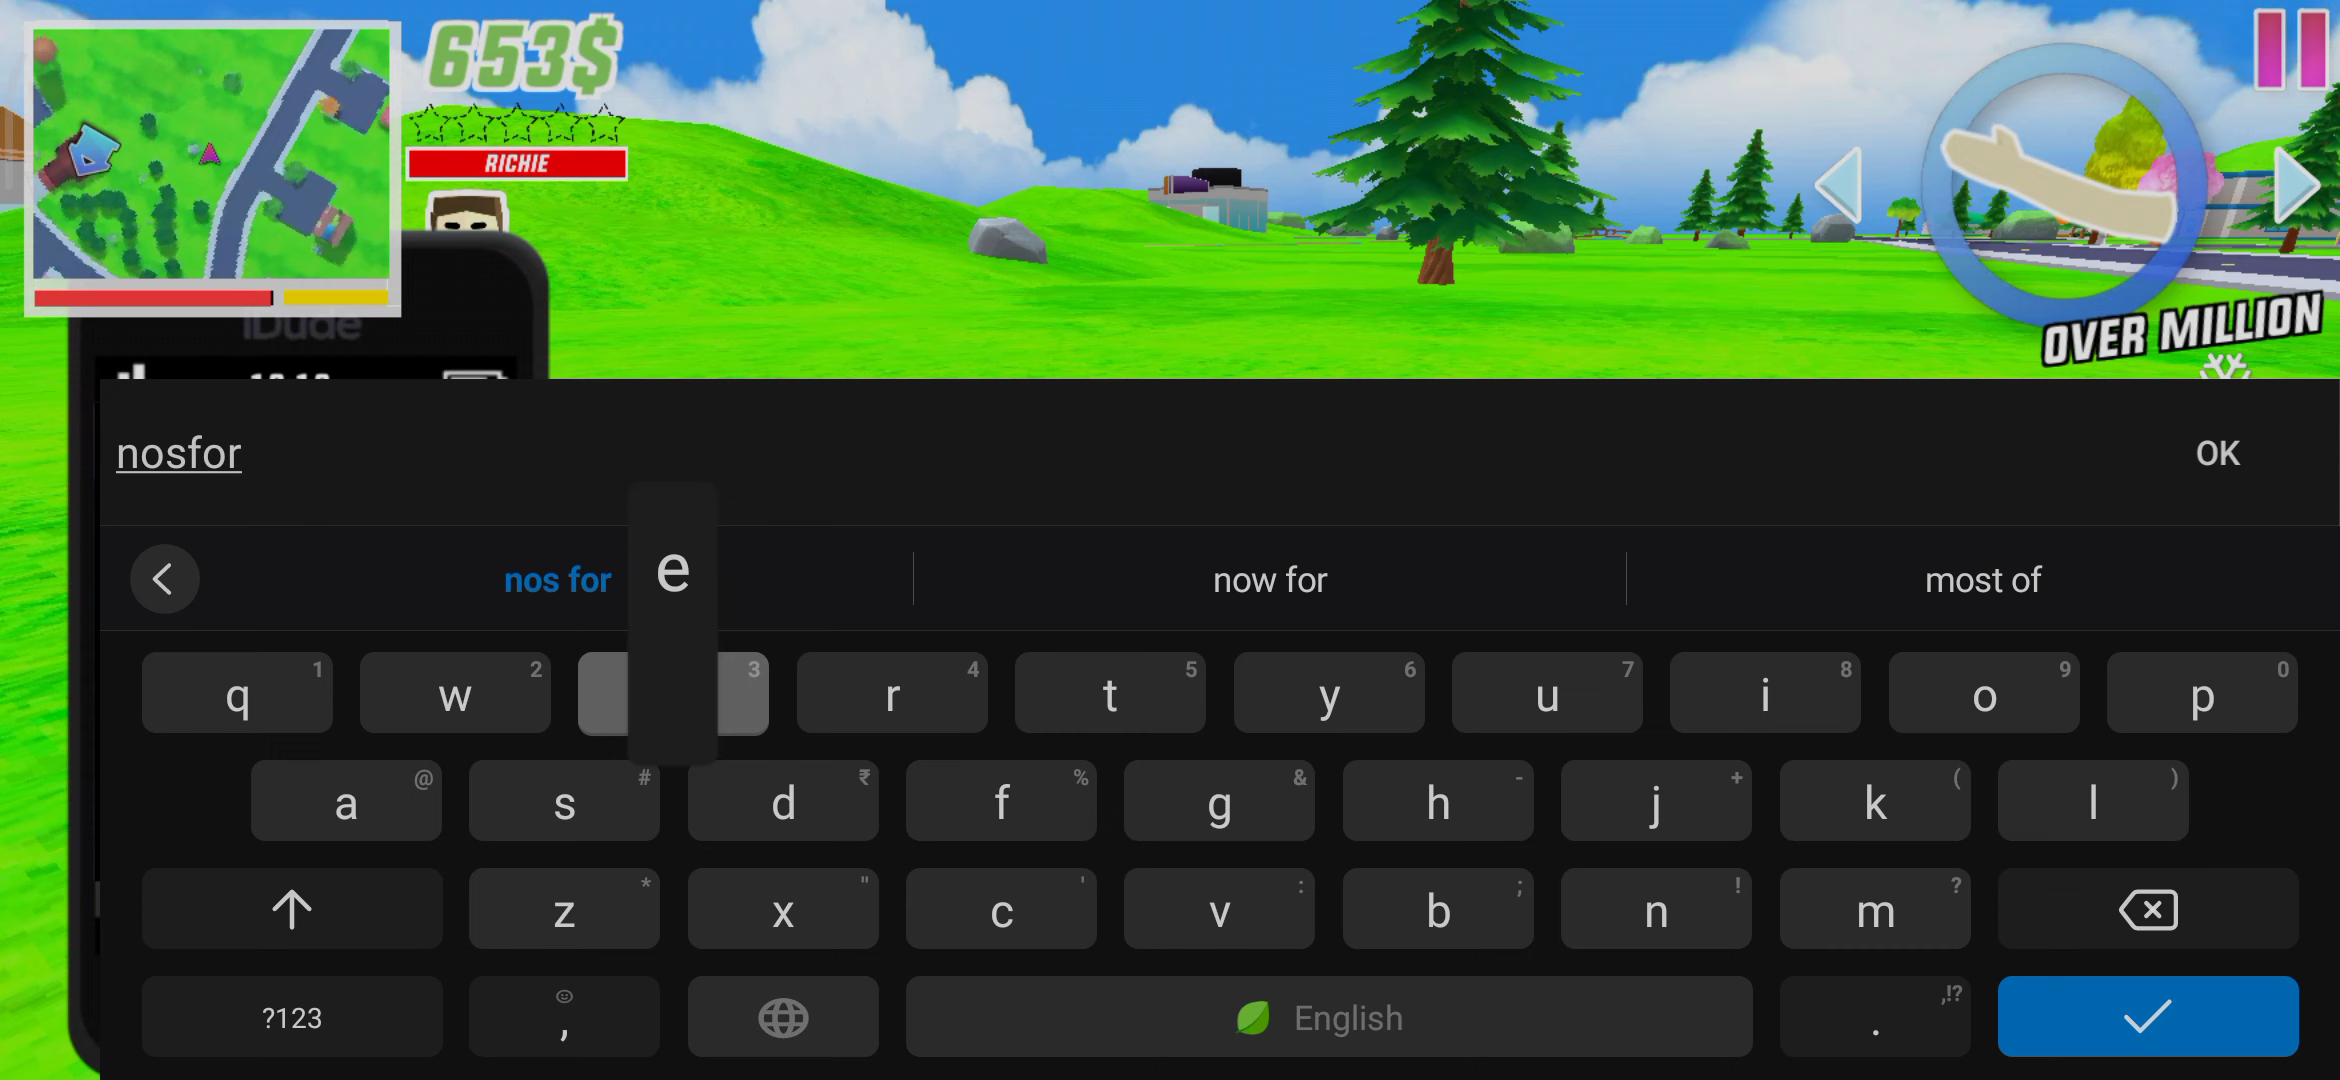 653$
RICHIE
OVER MILLION
iDude
nosfor
OK
nos for
e
now for
most of
q 1 w 2 3 r 4 t 5 y 6 u 7 i 8 o 9 p 0
a @ s # d ₹ f % g & h - j + k ( l )
z * x " c ' v : b ; n ! m ?
?123 , English . ,!?